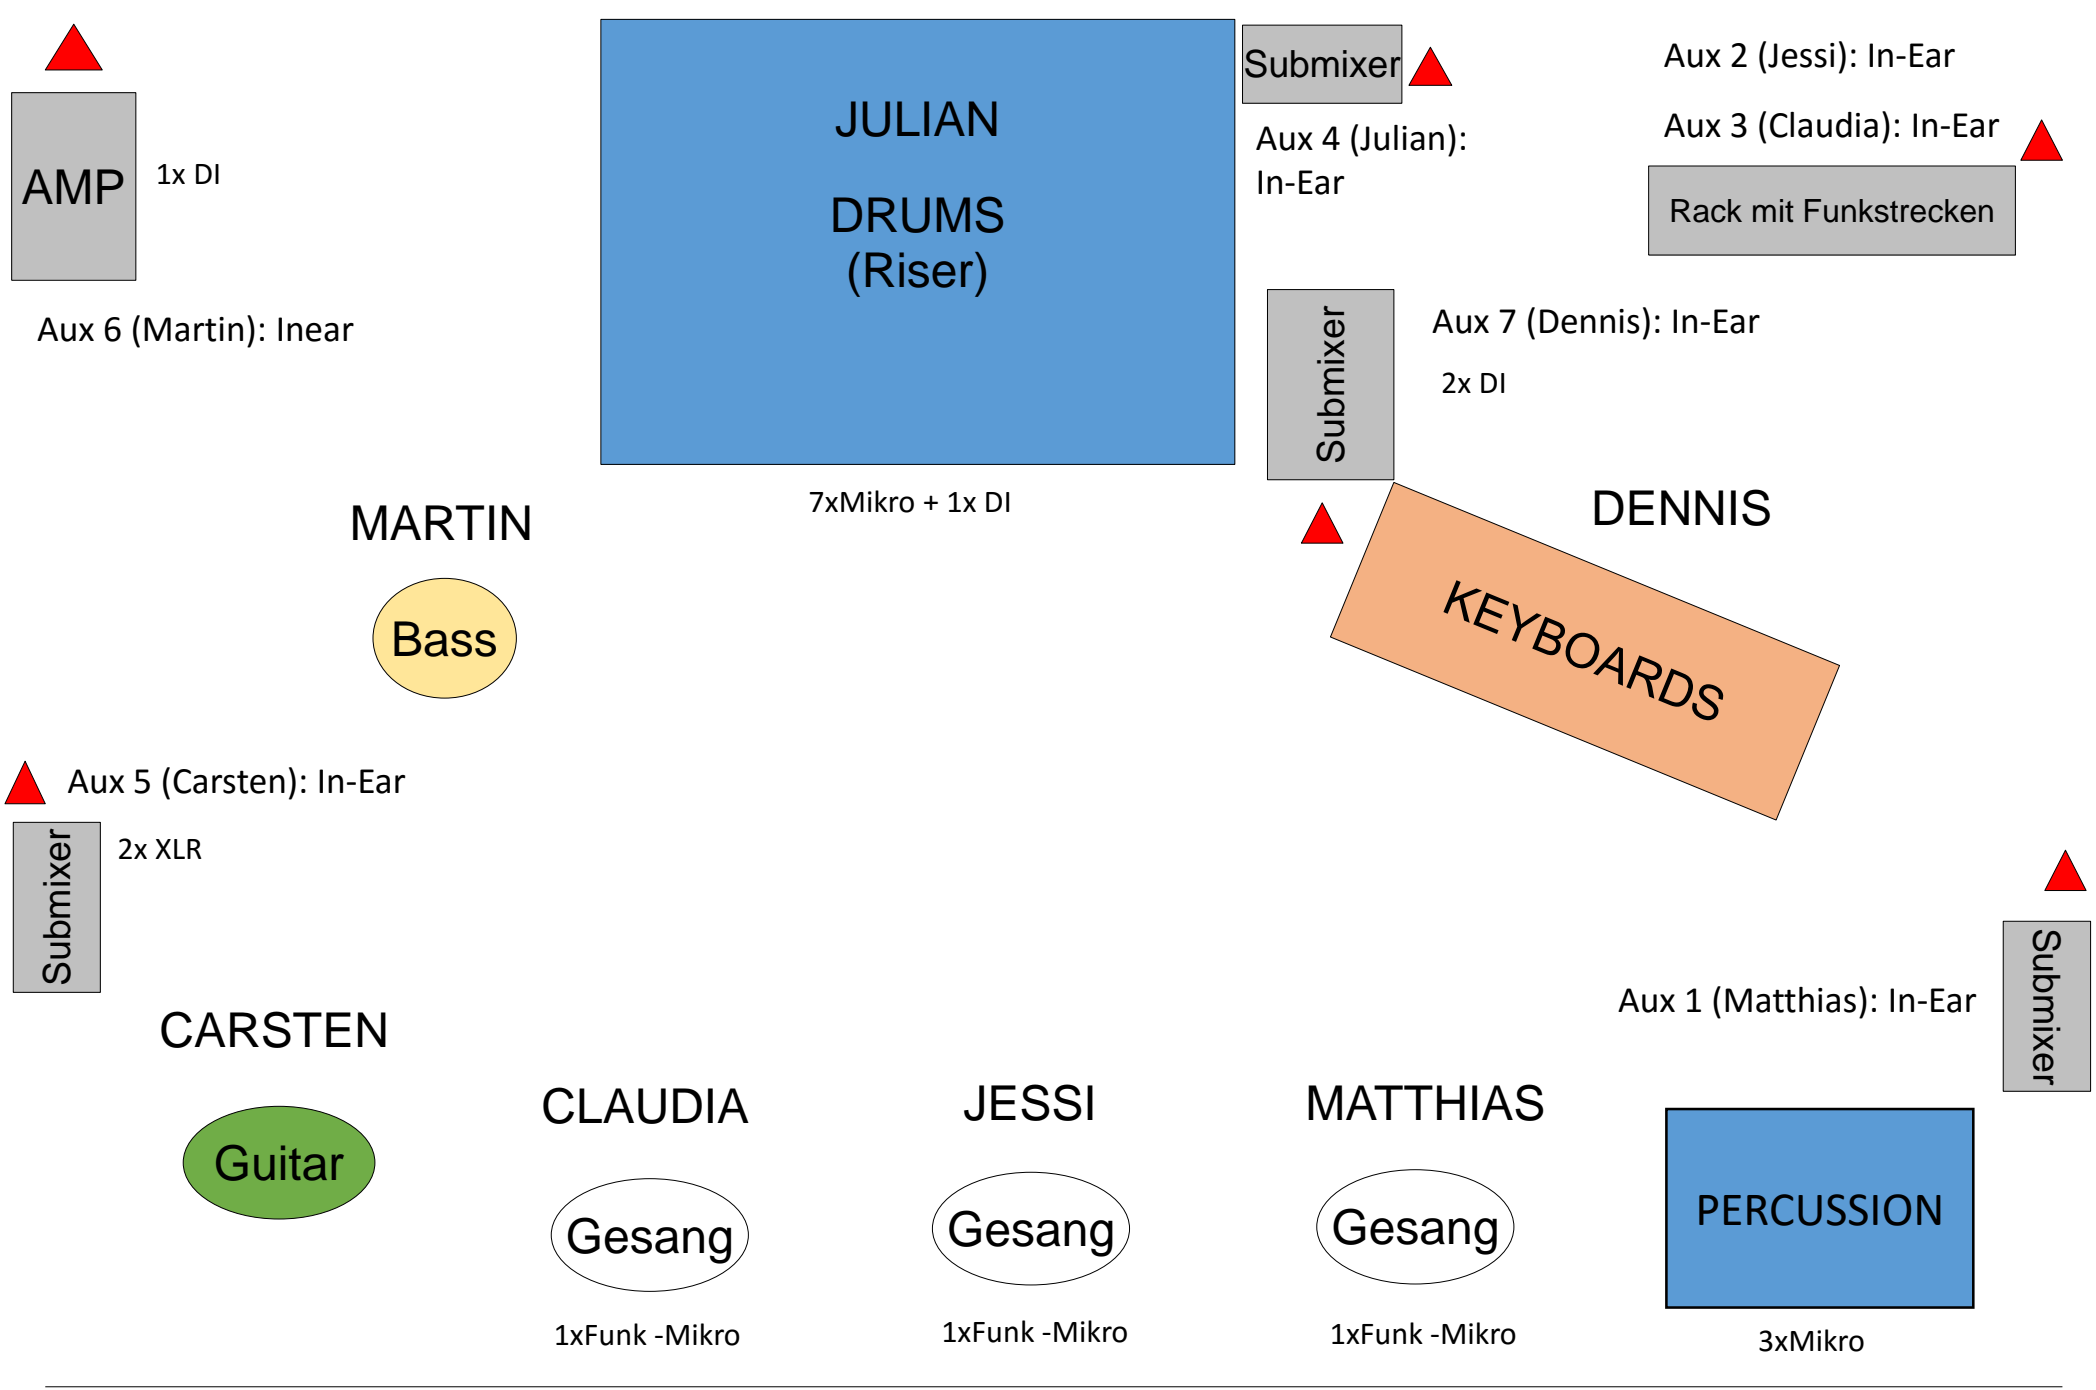 Submixer
Aux 2 (Jessi): In-Ear
JULIAN
Aux 3 (Claudia): In-Ear
Aux 4 (Julian):
In-Ear
AMP
1x DI
DRUMS
(Riser)
Rack mit Funkstrecken
Aux 6 (Martin): Inear
Submixer
Aux 7 (Dennis): In-Ear
2x DI
7xMikro + 1x DI
MARTIN
DENNIS
Bass
KEYBOARDS
Aux 5 (Carsten): In-Ear
Submixer
2x XLR
CARSTEN
Aux 1 (Matthias): In-Ear
Submixer
CLAUDIA
JESSI
MATTHIAS
Guitar
Gesang
Gesang
Gesang
PERCUSSION
1xFunk -Mikro
1xFunk -Mikro
1xFunk -Mikro
3xMikro